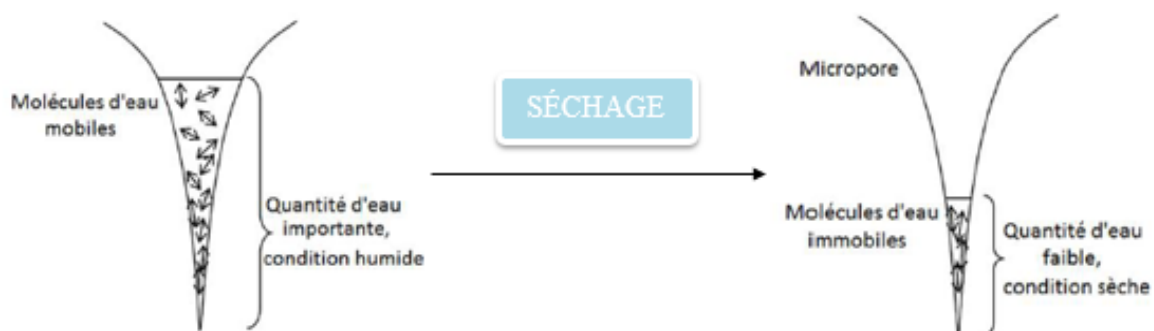 Molécules d'eau
mobiles
Quantité d'eau
importante,
condition humide
SÉCHAGE
Micropore
Molécules d'eau
immobiles
Quantité d'eau
faible,
condition sèche